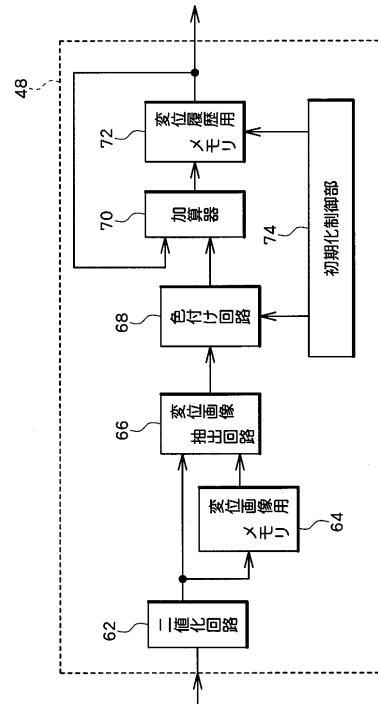 48
62
二値化回路
変位画像用
メモリ
64
66
変位画像
抽出回路
68
色付け回路
70
加算器
72
変位履歴用
メモリ
74
初期化制御部